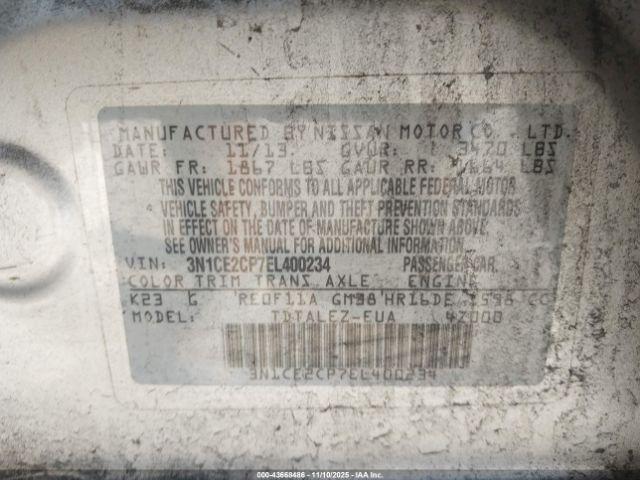 MANUFACTURED BY NISSAN MOTOR CO., LTD.
DATE: 11/13 GVWR: 3470 LBS
GAWR FR: 1867 LBS GAWR RR: 1664 LBS
THIS VEHICLE CONFORMS TO ALL APPLICABLE FEDERAL MOTOR
VEHICLE SAFETY, BUMPER AND THEFT PREVENTION STANDARDS
IN EFFECT ON THE DATE OF MANUFACTURE SHOWN ABOVE.
SEE OWNER'S MANUAL FOR ADDITIONAL INFORMATION.
VIN: 3N1CE2CP7EL400234 PASSENGER CAR
COLOR TRIM TRANS AXLE ENGINE
K23 G RE0F11A GM38 HR16DE 1598 CC
MODEL: TDTALEZ-EUA 4Z000
3N1CE2CP7EL400234
000-43668486 - 11/10/2025 - IAA Inc.